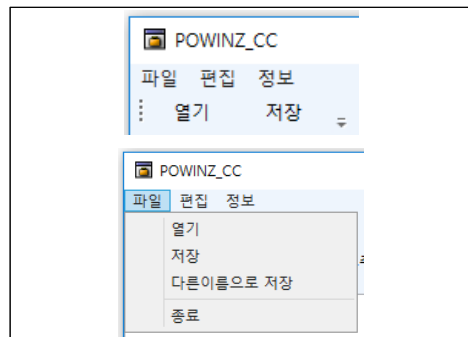 POWINZ_CC
파일 편집 정보
열기 저장
POWINZ_CC
파일 편집 정보
열기
저장
다른이름으로 저장
종료